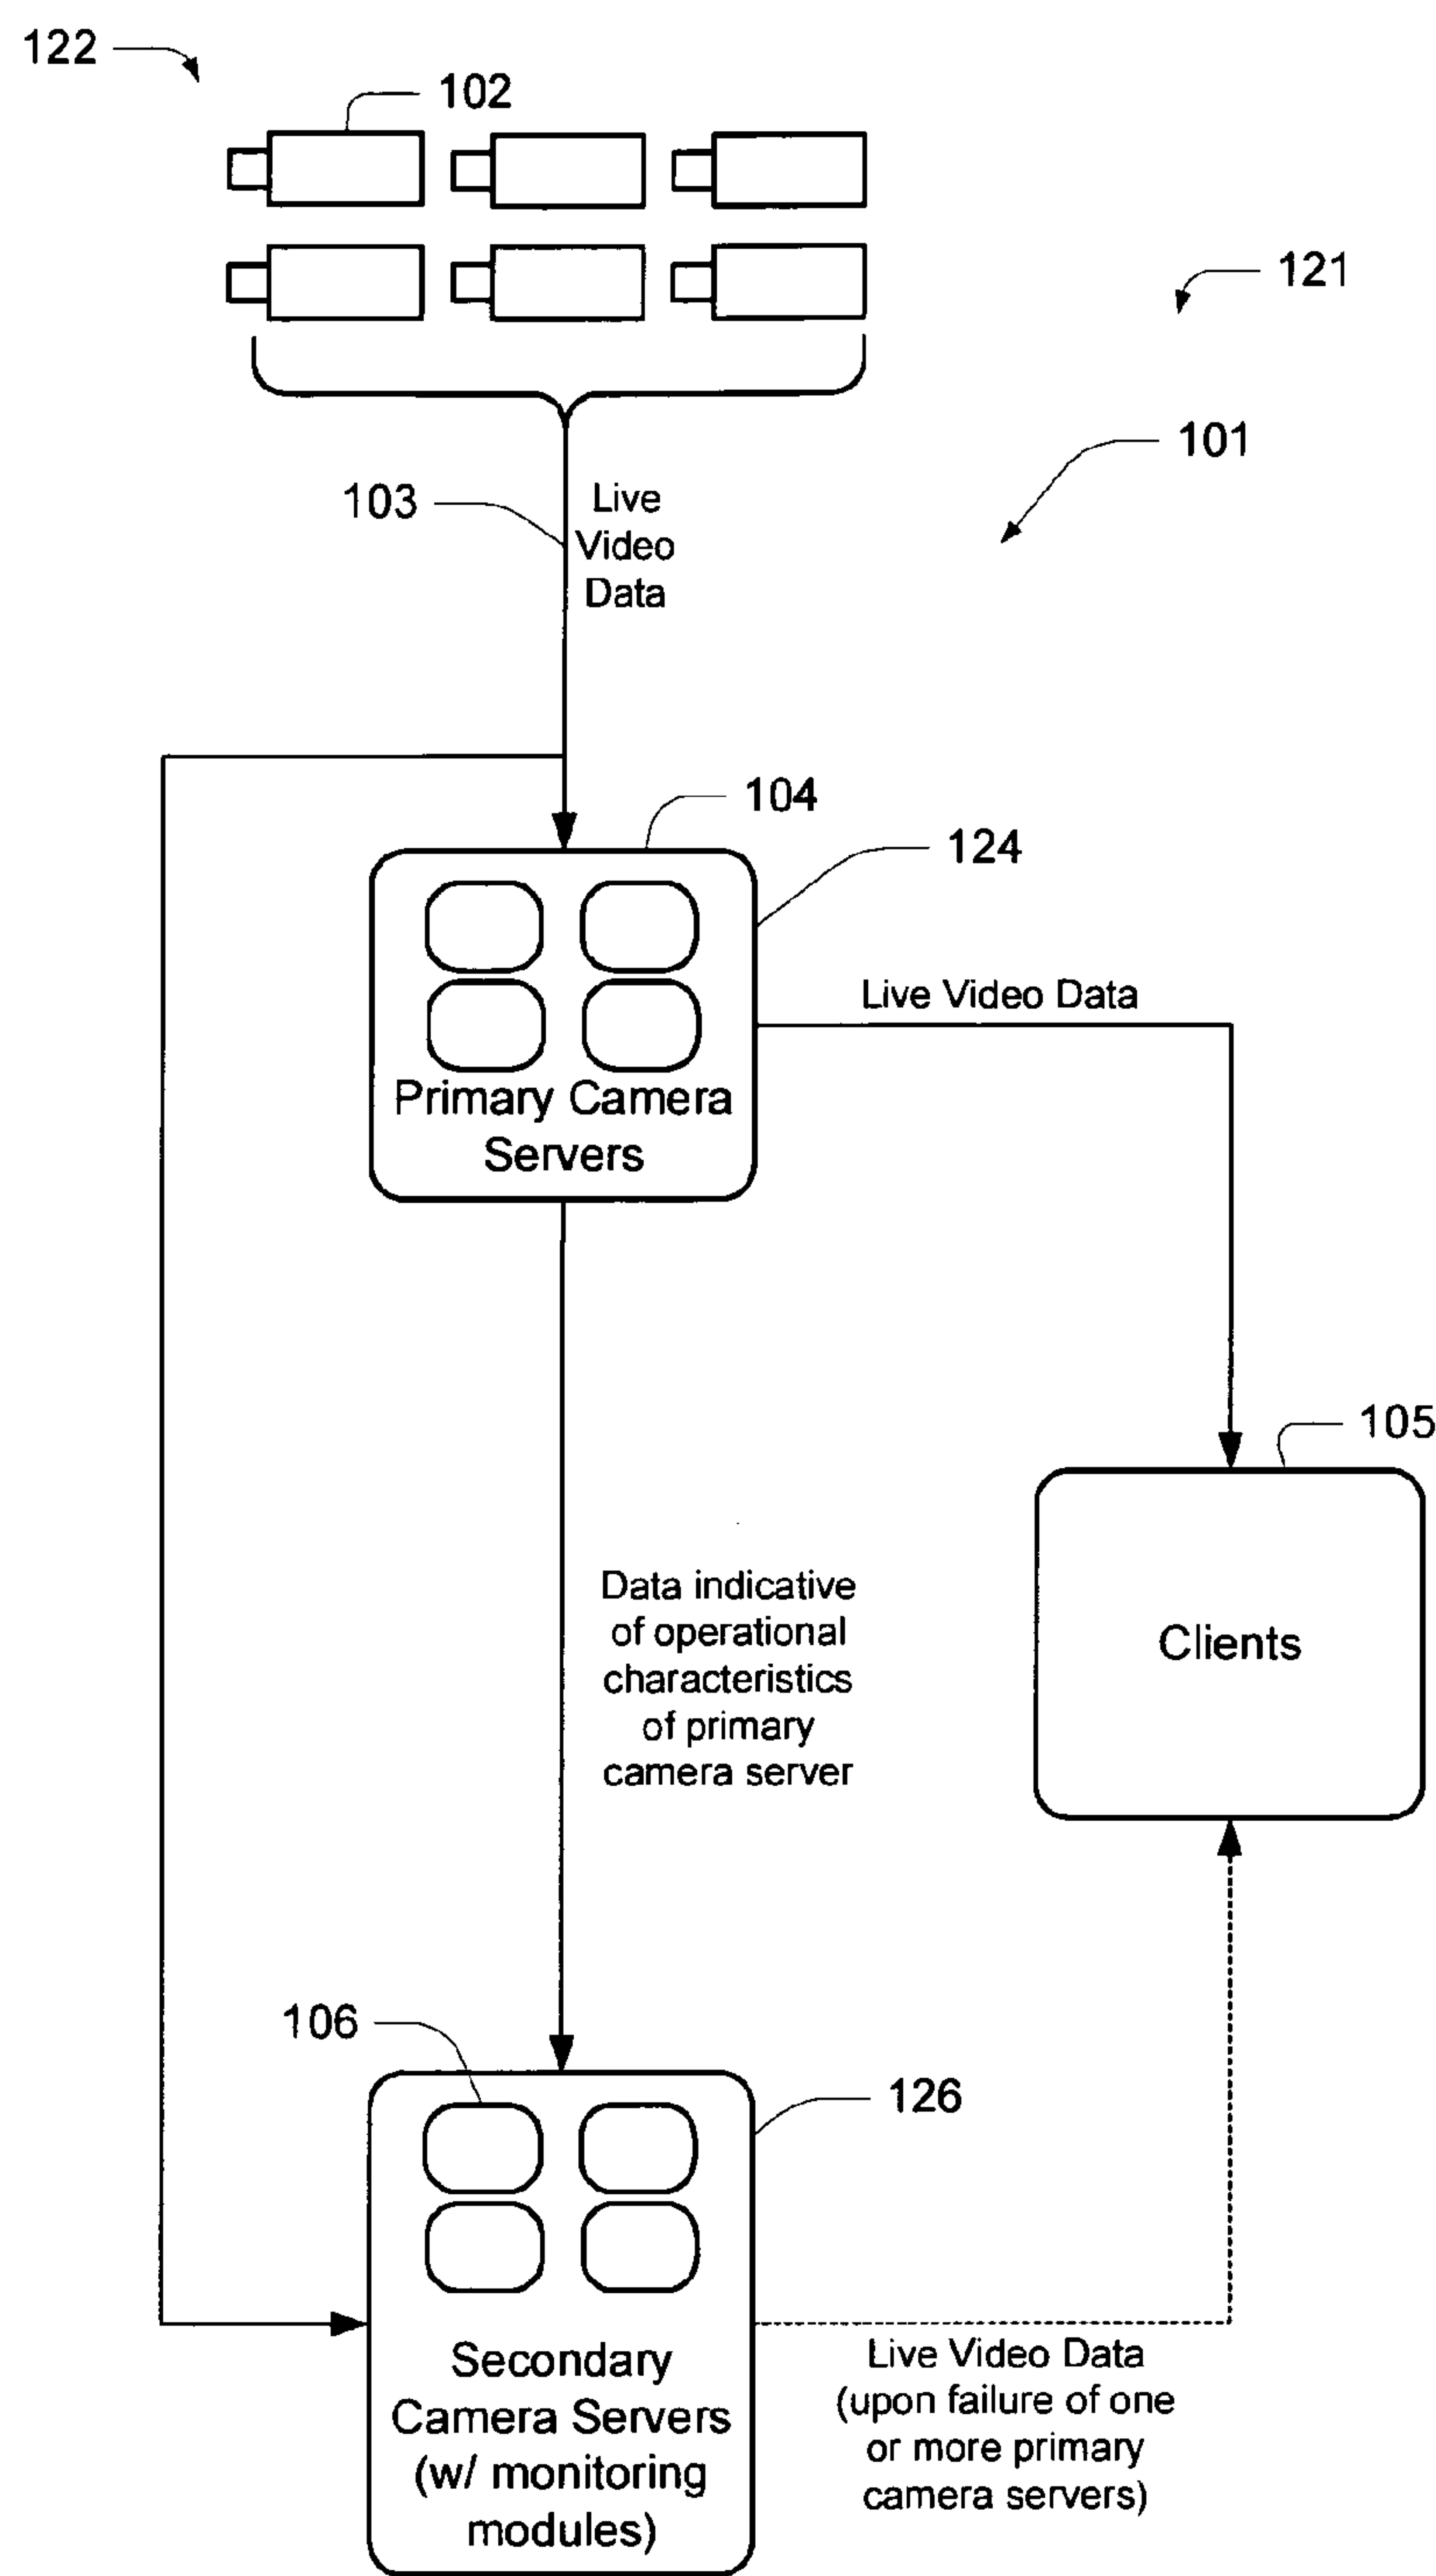 122
102
121
101
103
Live
Video
Data
104
124
Live Video Data
Primary Camera
Servers
105
Data indicative
of operational
characteristics
of primary
camera server
Clients
106
126
Secondary
Camera Servers
(w/ monitoring
modules)
Live Video Data
(upon failure of one
or more primary
camera servers)